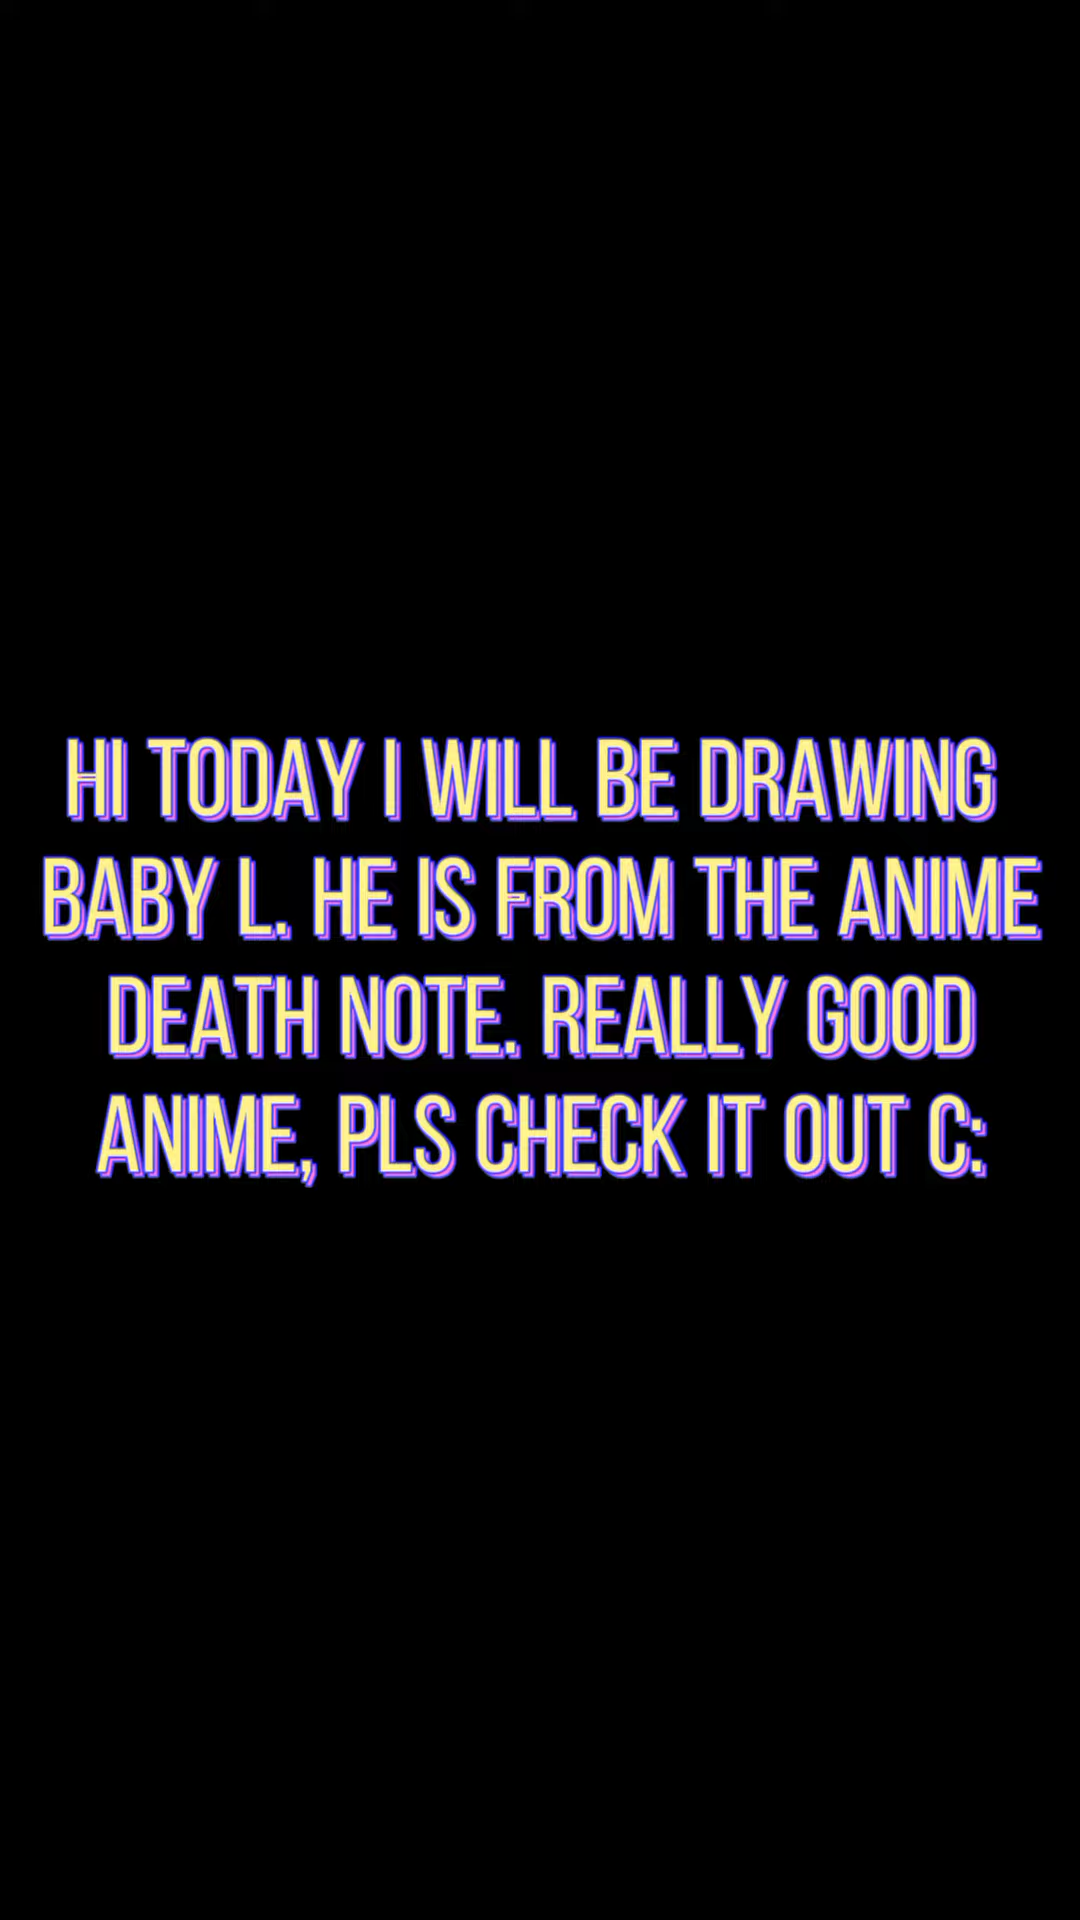 HI TODAY I WILL BE DRAWING
BABY L. HE IS FROM THE ANIME
DEATH NOTE. REALLY GOOD
ANIME, PLS CHECK IT OUT C: